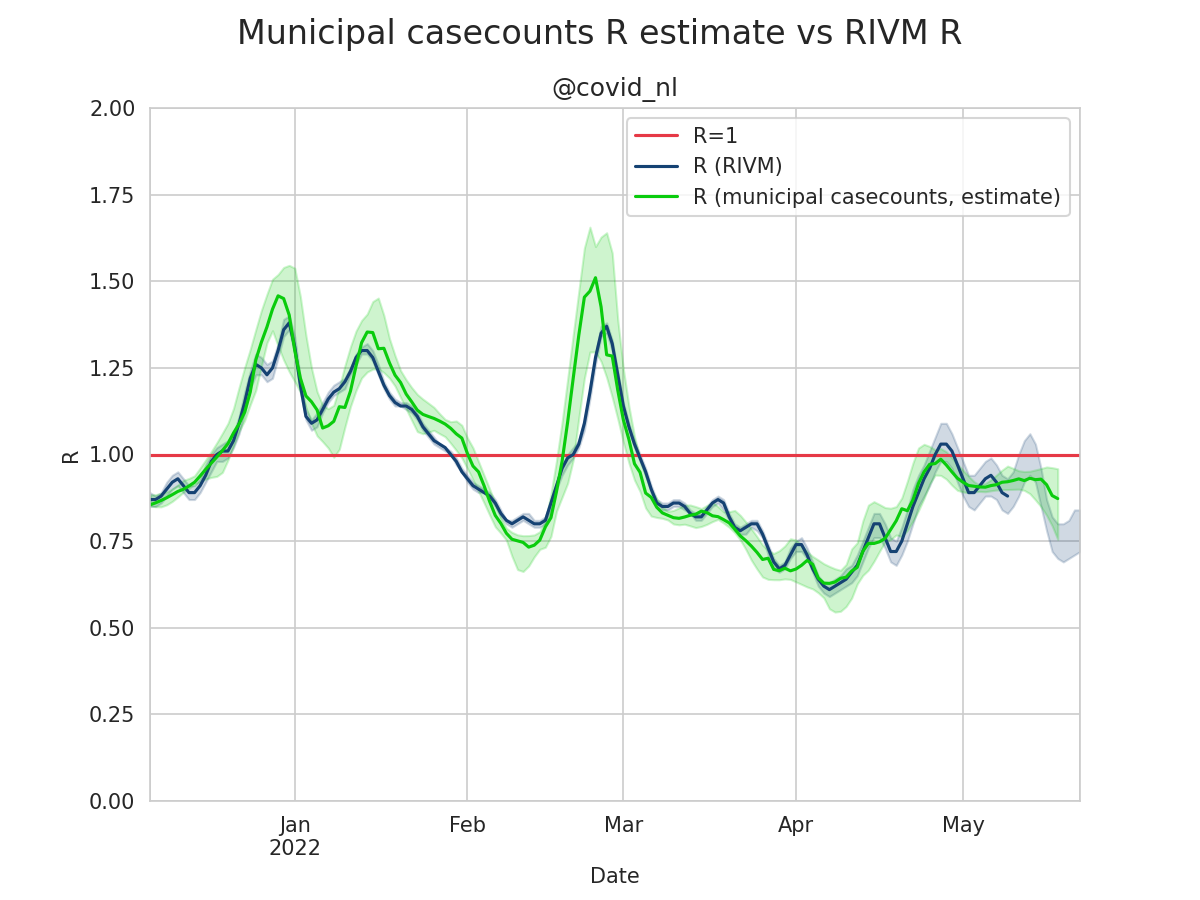 Municipal casecounts R estimate vs RIVM R
@covid_nl
2.00
1.75
1.50
1.25
1.00
0.75
0.50
0.25
0.00
R
R=1
R (RIVM)
R (municipal casecounts, estimate)
Jan
2022
Feb
Mar
Apr
May
Date